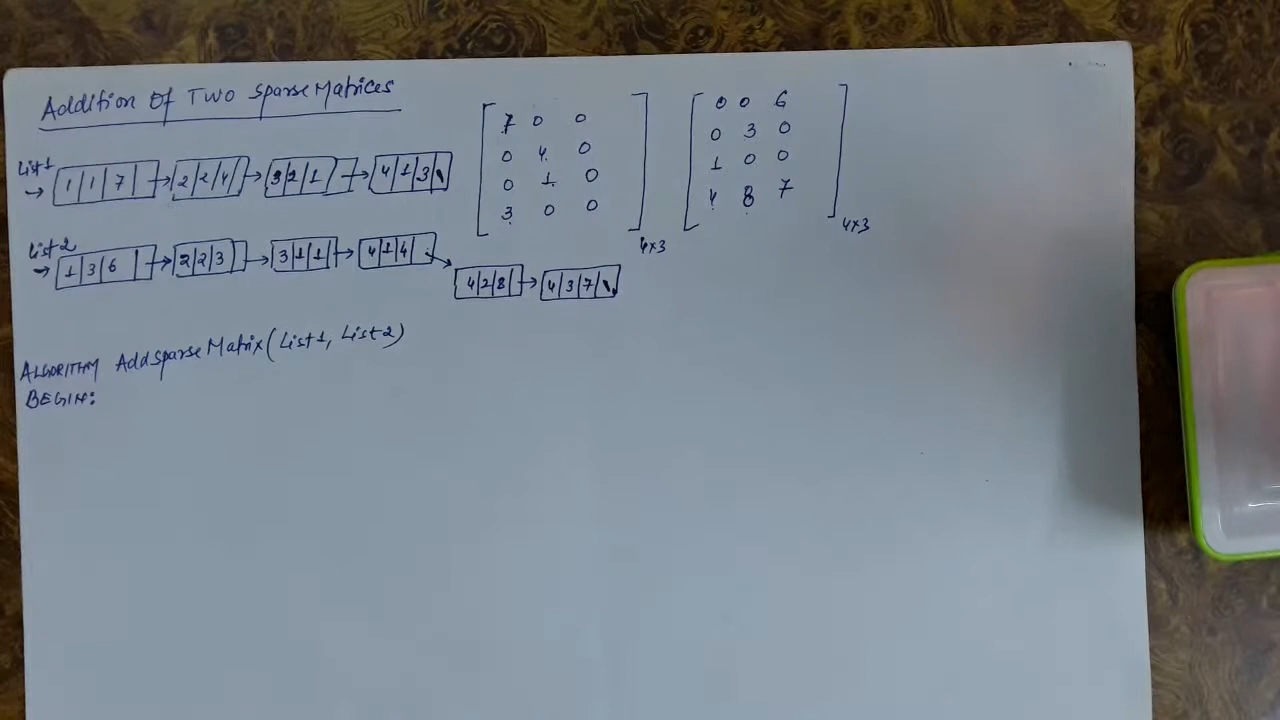 Addition Of Two Sparse Matrices
List1
→ |1|1|7| | → |2|2|4| → |3|2|1| | → |4|1|3|\|
List2
→ |1|3|6| | → |2|2|3| | → |3|1|1| → |4|1|4| |
|4|2|8| → |4|3|7|\|
7 0 0
0 4 0
0 1 0
3 0 0
4×3
0 0 6
0 3 0
1 0 0
4 8 7
4×3
ALGORITHM AddSparseMatrix(List1, List2)
BEGIN: